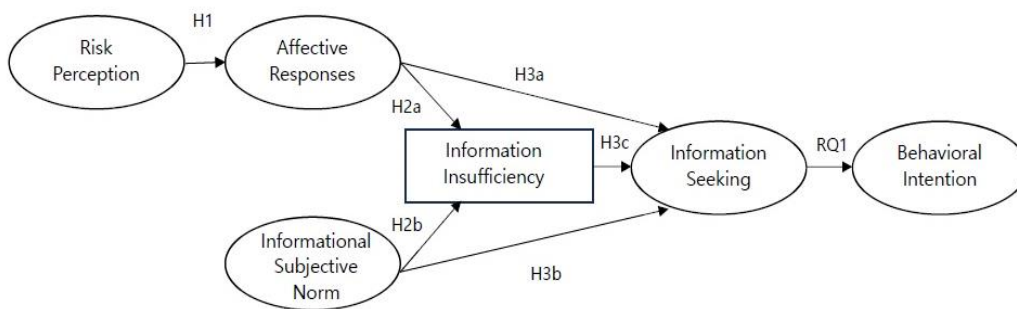 H1
Risk
Perception
Affective
Responses
H3a
H2a
Information
Insufficiency
H3c
Information
Seeking
RQ1
Behavioral
Intention
H2b
Informational
Subjective
Norm
H3b